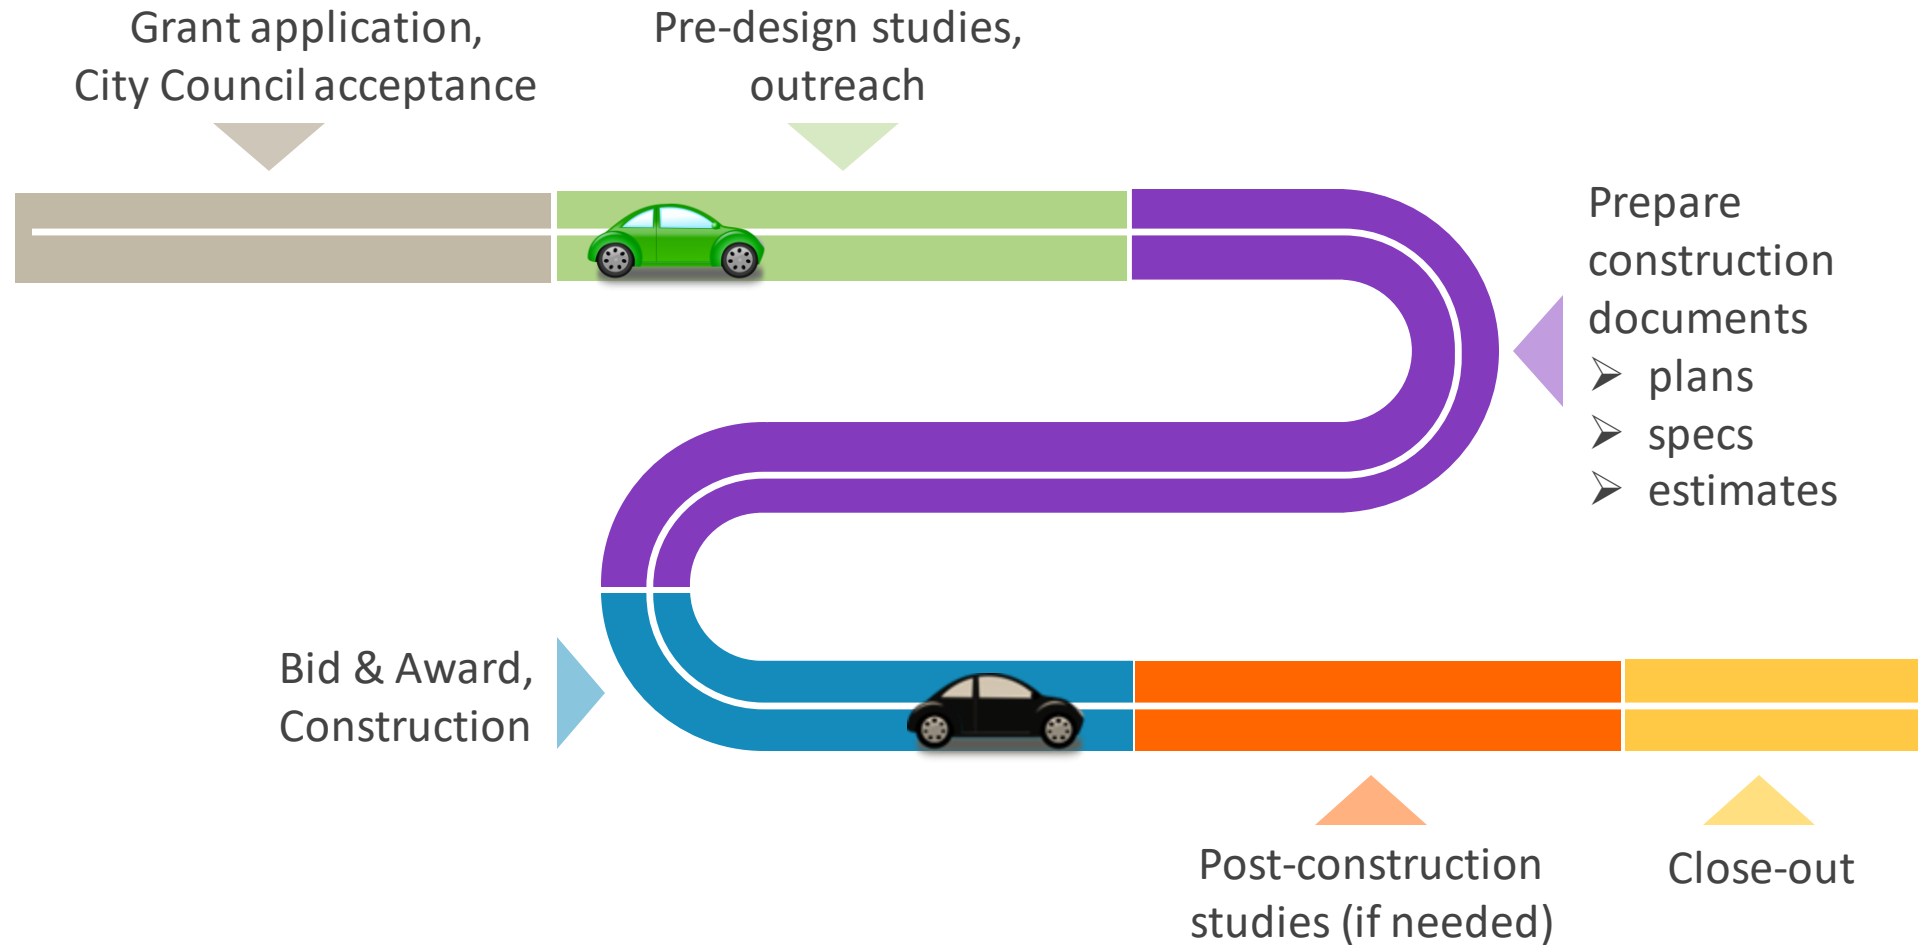 Grant application,
City Council acceptance
Pre-design studies,
outreach
Prepare
construction
documents
➢ plans
➢ specs
➢ estimates
Bid & Award,
Construction
Post-construction
studies (if needed)
Close-out